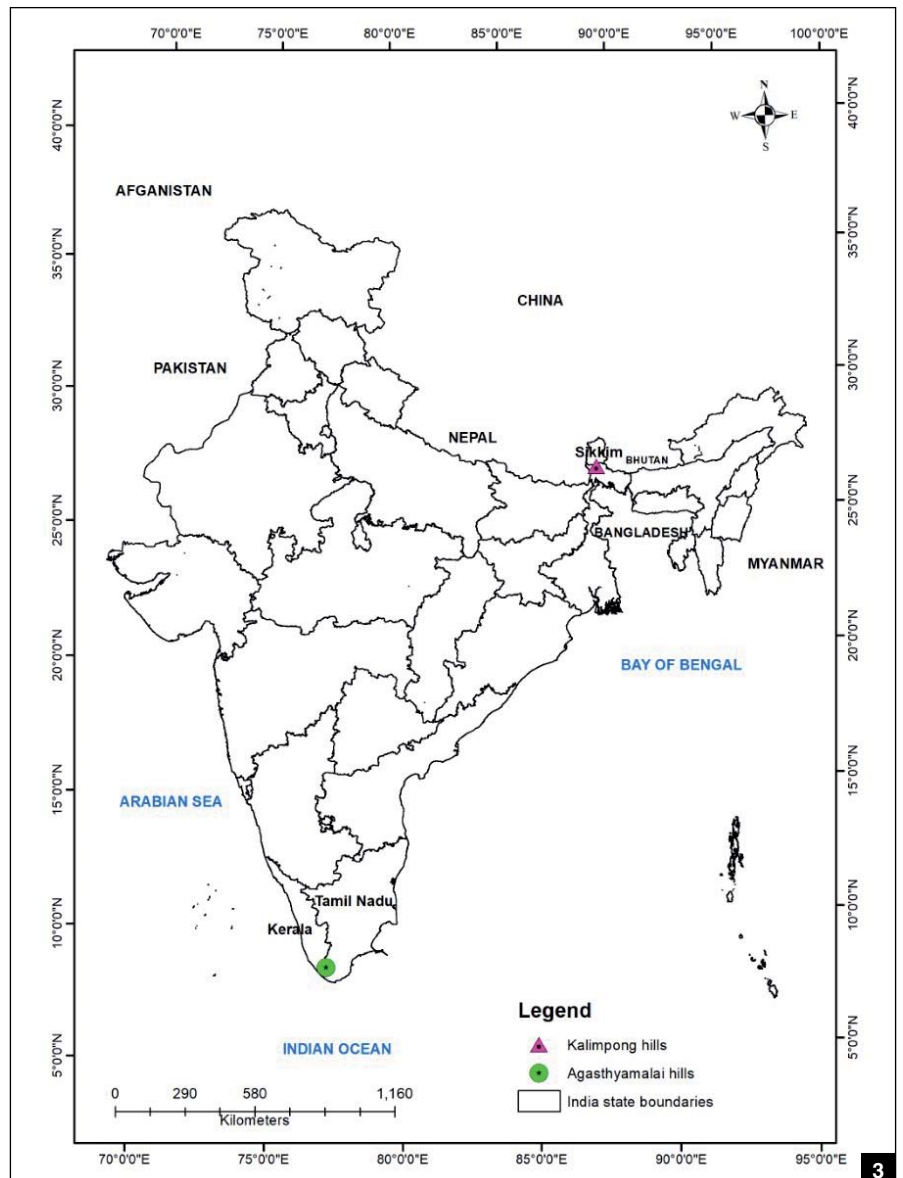 70°0'0"E 75°0'0"E 80°0'0"E 85°0'0"E 90°0'0"E 95°0'0"E 100°0'0"E
N
W E
S
40°0'0"N
40°0'0"N
AFGANISTAN
35°0'0"N
35°0'0"N
CHINA
PAKISTAN
30°0'0"N
30°0'0"N
NEPAL
Sikkim
BHUTAN
25°0'0"N
25°0'0"N
BANGLADESH
MYANMAR
20°0'0"N
20°0'0"N
BAY OF BENGAL
15°0'0"N
15°0'0"N
ARABIAN SEA
10°0'0"N
10°0'0"N
Tamil Nadu
Kerala
Legend
Kalimpong hills
Agasthyamalai hills
India state boundaries
5°0'0"N
5°0'0"N
INDIAN OCEAN
0 290 580 1,160
Kilometers
70°0'0"E 75°0'0"E 80°0'0"E 85°0'0"E 90°0'0"E 95°0'0"E
3